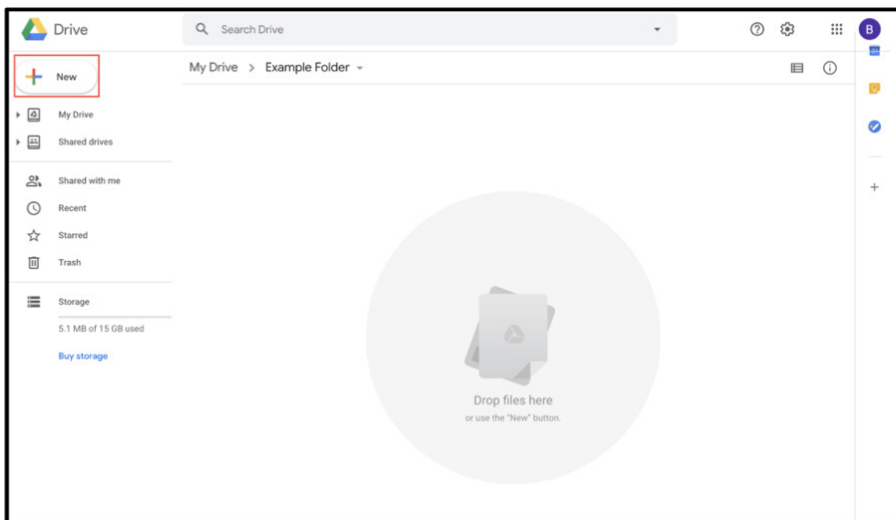 Drive
Search Drive
B
New
My Drive > Example Folder
My Drive
Shared drives
Shared with me
Recent
Starred
Trash
Storage
5.1 MB of 15 GB used
Buy storage
Drop files here
or use the "New" button.